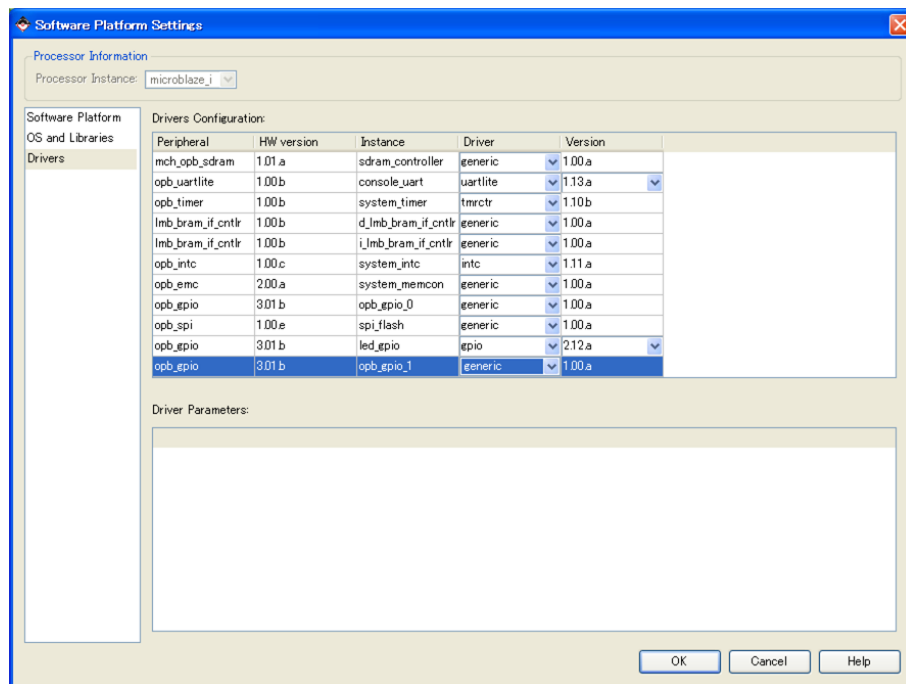 Software Platform Settings
Processor Information
Processor Instance: microblaze_i
Software Platform
OS and Libraries
Drivers
Drivers Configuration:
Peripheral HW version Instance Driver Version
mch_opb_sdram 1.01.a sdram_controller generic 1.00.a
opb_uartlite 1.00.b console_uart uartlite 1.13.a
opb_timer 1.00.b system_timer tmrctr 1.10.b
lmb_bram_if_cntlr 1.00.b d_lmb_bram_if_cntlr generic 1.00.a
lmb_bram_if_cntlr 1.00.b i_lmb_bram_if_cntlr generic 1.00.a
opb_intc 1.00.c system_intc intc 1.11.a
opb_emc 2.00.a system_memcon generic 1.00.a
opb_gpio 3.01.b opb_gpio_0 generic 1.00.a
opb_spi 1.00.e spi_flash generic 1.00.a
opb_gpio 3.01.b led_gpio gpio 2.12.a
opb_gpio 3.01.b opb_gpio_1 generic 1.00.a
Driver Parameters:
OK Cancel Help